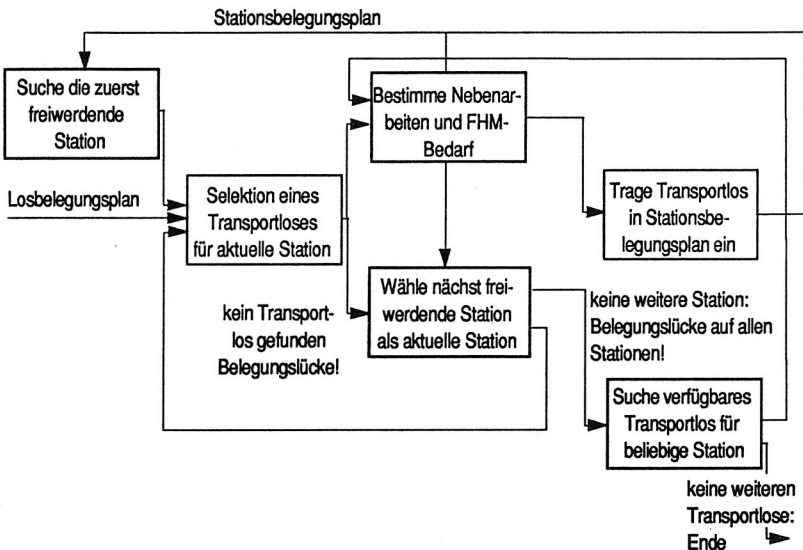 Stationsbelegungsplan
Suche die zuerst
freiwerdende
Station
Bestimme Nebenar-
beiten und FHM-
Bedarf
Losbelegungsplan
Selektion eines
Transportloses
für aktuelle Station
Trage Transportlos
in Stationsbe-
legungsplan ein
kein Transport-
los gefunden
Belegungslücke!
Wähle nächst frei-
werdende Station
als aktuelle Station
keine weitere Station:
Belegungslücke auf allen
Stationen!
Suche verfügbares
Transportlos für
beliebige Station
keine weiteren
Transportlose:
Ende